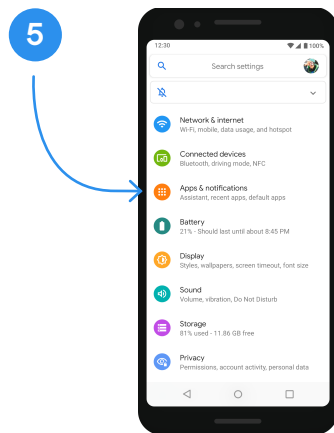 5
12:30
100%
Search settings
Network & internet
Wi-Fi, mobile, data usage, and hotspot
Connected devices
Bluetooth, driving mode, NFC
Apps & notifications
Assistant, recent apps, default apps
Battery
21% - Should last until about 8:45 PM
Display
Styles, wallpapers, screen timeout, font size
Sound
Volume, vibration, Do Not Disturb
Storage
81% used - 11.86 GB free
Privacy
Permissions, account activity, personal data